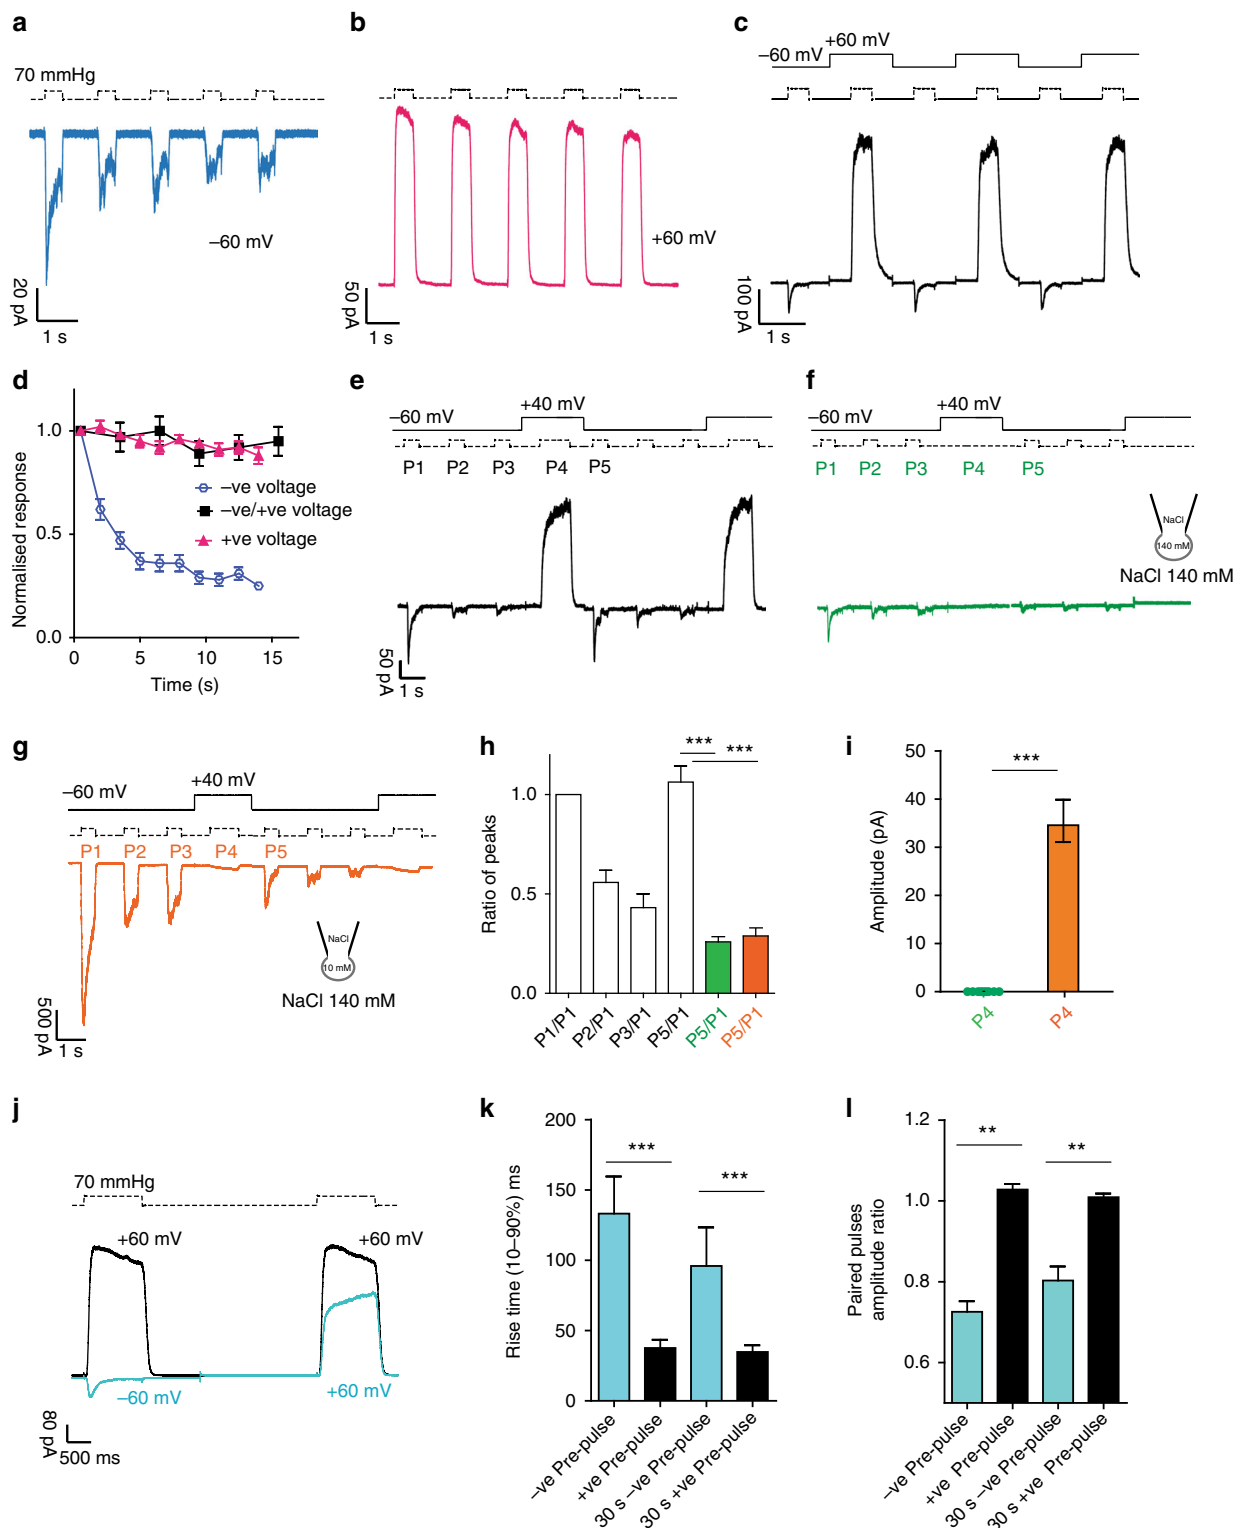 a
70 mmHg
–60 mV
20 pA
1 s
b
+60 mV
50 pA
1 s
c
–60 mV
+60 mV
100 pA
1 s
d
Normalised response
1.0
0.5
0.0
0
5
10
15
Time (s)
–ve voltage
–ve/+ve voltage
+ve voltage
e
–60 mV
+40 mV
P1
P2
P3
P4
P5
50 pA
1 s
f
–60 mV
+40 mV
P1
P2
P3
P4
P5
NaCl
140 mM
NaCl 140 mM
g
–60 mV
+40 mV
P1
P2
P3
P4
P5
NaCl
10 mM
NaCl 140 mM
500 pA
1 s
h
Ratio of peaks
1.0
0.5
0.0
***
***
P1/P1
P2/P1
P3/P1
P5/P1
P5/P1
P5/P1
i
Amplitude (pA)
50
40
30
20
10
0
***
P4
P4
j
70 mmHg
+60 mV
+60 mV
–60 mV
+60 mV
80 pA
500 ms
k
Rise time (10–90%) ms
200
150
100
50
0
***
***
–ve Pre-pulse
+ve Pre-pulse
30 s –ve Pre-pulse
30 s +ve Pre-pulse
l
Paired pulses
amplitude ratio
1.2
1.0
0.8
0.6
**
**
–ve Pre-pulse
+ve Pre-pulse
30 s –ve Pre-pulse
30 s +ve Pre-pulse